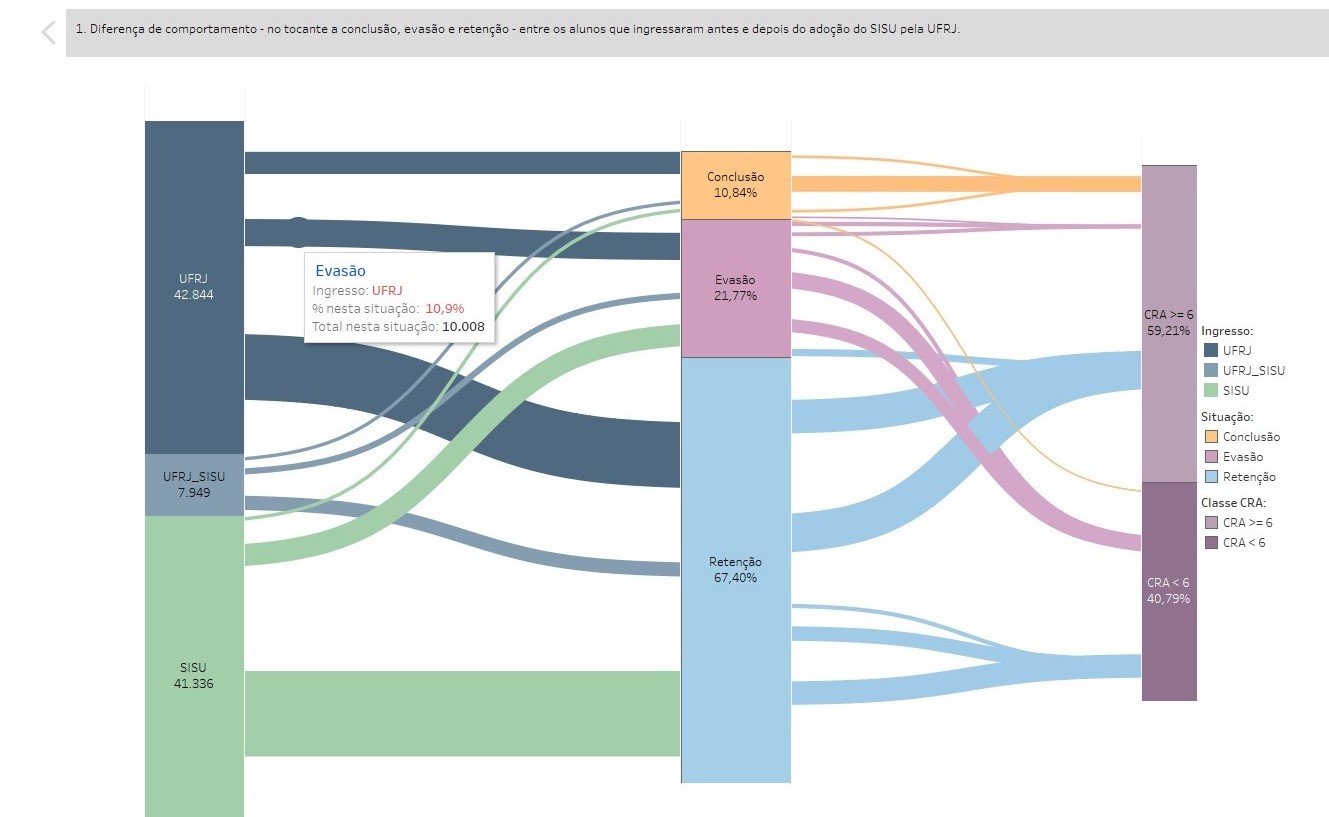 1. Diferença de comportamento - no tocante a conclusão, evasão e retenção - entre os alunos que ingressaram antes e depois do adoção do SISU pela UFRJ.
UFRJ
42.844
UFRJ_SISU
7.949
SISU
41.336
Evasão
Ingresso: UFRJ
% nesta situação: 10,9%
Total nesta situação: 10.008
Conclusão
10,84%
Evasão
21,77%
Retenção
67,40%
CRA >= 6
59,21%
CRA < 6
40,79%
Ingresso:
UFRJ
UFRJ_SISU
SISU
Situação:
Conclusão
Evasão
Retenção
Classe CRA:
CRA >= 6
CRA < 6